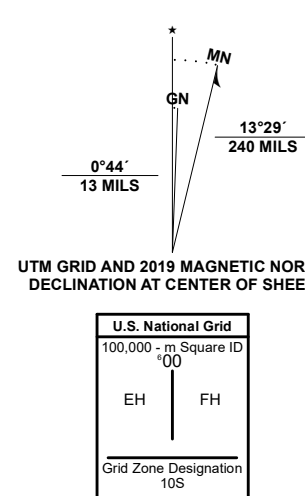 ★
MN
GN
13°29´
240 MILS
0°44´
13 MILS
UTM GRID AND 2019 MAGNETIC NOR
DECLINATION AT CENTER OF SHEE
U.S. National Grid
100,000 - m Square ID
⁶00
EH FH
Grid Zone Designation
10S